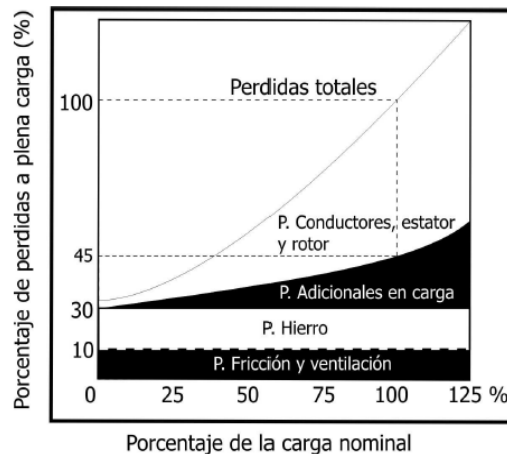 Porcentaje de perdidas a plena carga (%)
Perdidas totales
100
P. Conductores, estator
y rotor
45
P. Adicionales en carga
30
P. Hierro
10
P. Fricción y ventilación
0 25 50 75 100 125 %
Porcentaje de la carga nominal